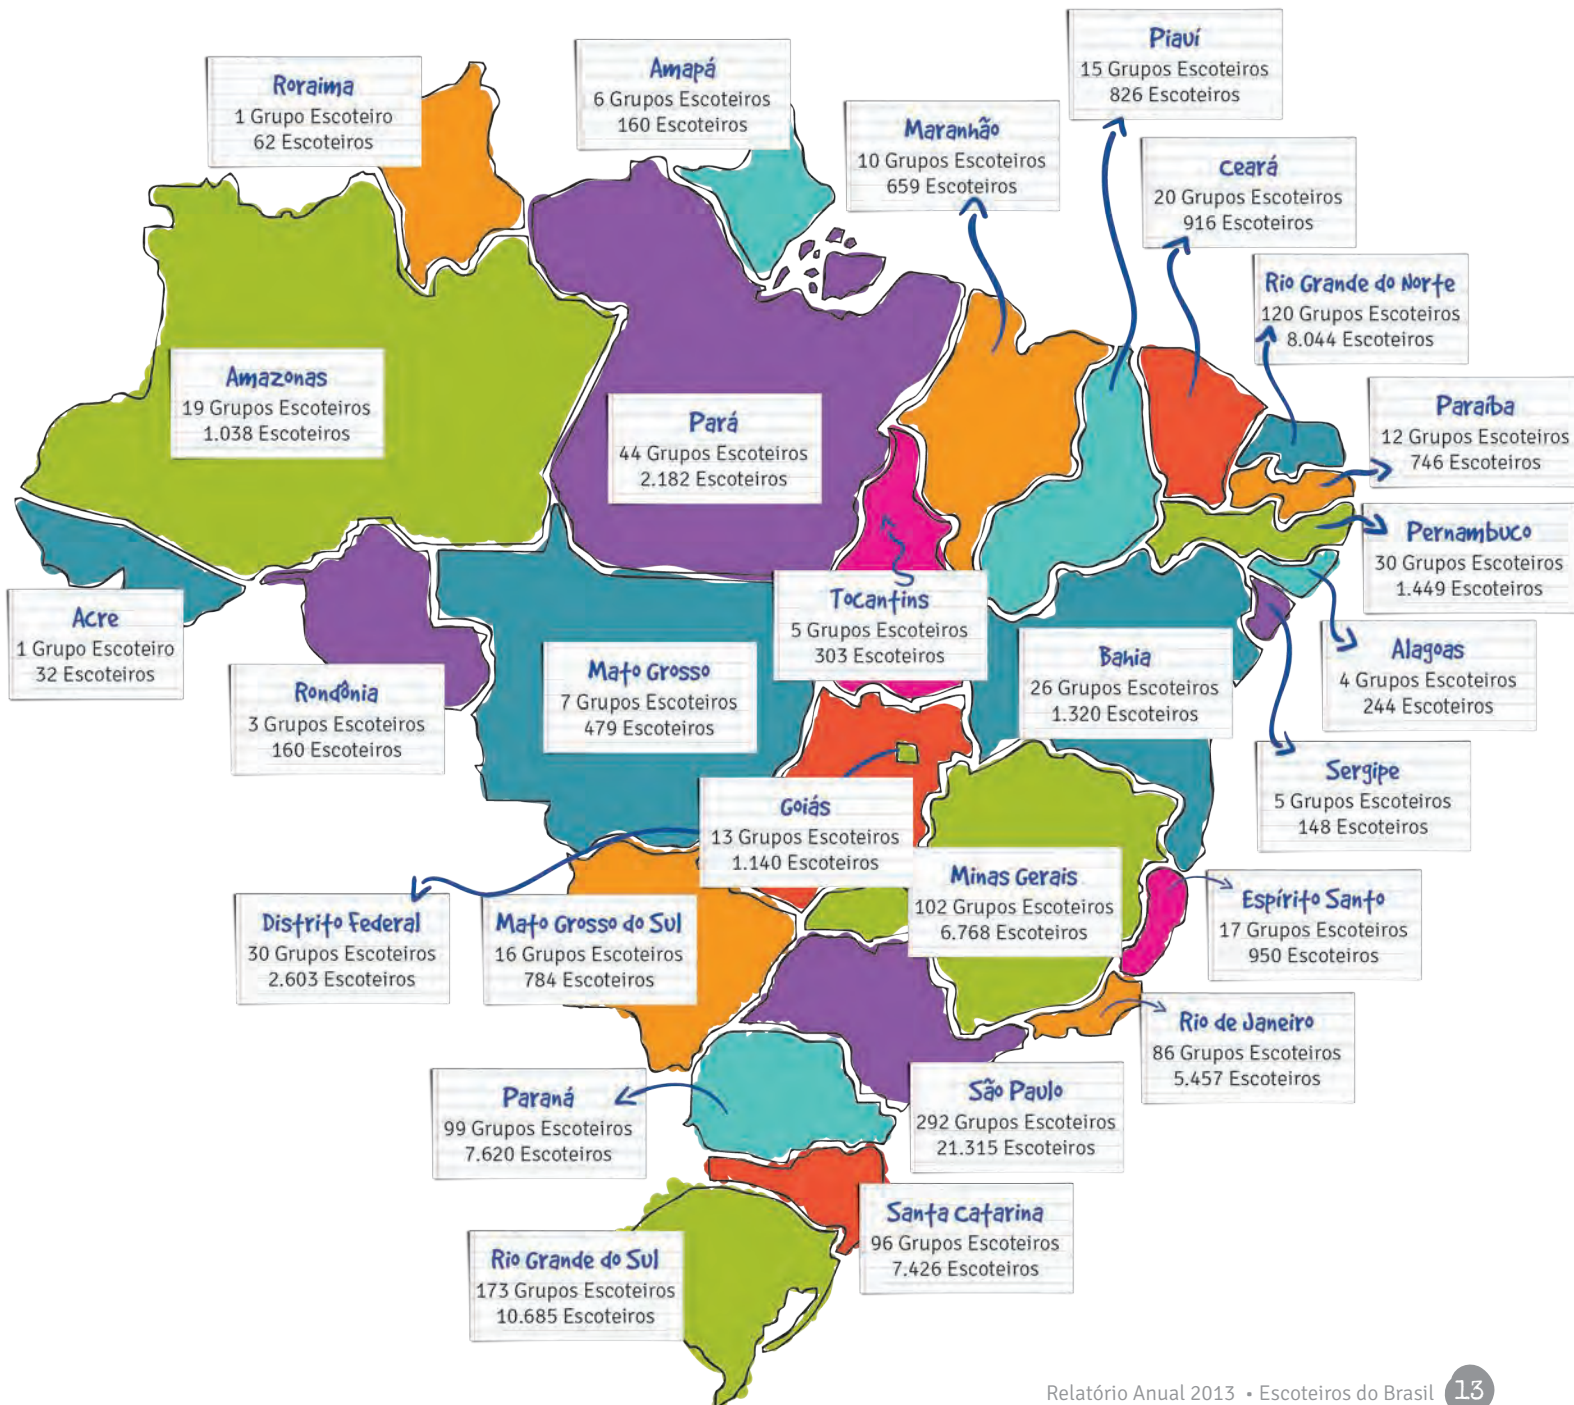 Roraima
1 Grupo Escoteiro
62 Escoteiros
Amapá
6 Grupos Escoteiros
160 Escoteiros
Maranhão
10 Grupos Escoteiros
659 Escoteiros
Piauí
15 Grupos Escoteiros
826 Escoteiros
Ceará
20 Grupos Escoteiros
916 Escoteiros
Rio Grande do Norte
120 Grupos Escoteiros
8.044 Escoteiros
Amazonas
19 Grupos Escoteiros
1.038 Escoteiros
Pará
44 Grupos Escoteiros
2.182 Escoteiros
Paraíba
12 Grupos Escoteiros
746 Escoteiros
Pernambuco
30 Grupos Escoteiros
1.449 Escoteiros
Acre
1 Grupo Escoteiro
32 Escoteiros
Rondônia
3 Grupos Escoteiros
160 Escoteiros
Mato Grosso
7 Grupos Escoteiros
479 Escoteiros
Tocantins
5 Grupos Escoteiros
303 Escoteiros
Bahia
26 Grupos Escoteiros
1.320 Escoteiros
Alagoas
4 Grupos Escoteiros
244 Escoteiros
Sergipe
5 Grupos Escoteiros
148 Escoteiros
Goiás
13 Grupos Escoteiros
1.140 Escoteiros
Distrito Federal
30 Grupos Escoteiros
2.603 Escoteiros
Mato Grosso do Sul
16 Grupos Escoteiros
784 Escoteiros
Minas Gerais
102 Grupos Escoteiros
6.768 Escoteiros
Espírito Santo
17 Grupos Escoteiros
950 Escoteiros
Rio de Janeiro
86 Grupos Escoteiros
5.457 Escoteiros
Paraná
99 Grupos Escoteiros
7.620 Escoteiros
São Paulo
292 Grupos Escoteiros
21.315 Escoteiros
Santa Catarina
96 Grupos Escoteiros
7.426 Escoteiros
Rio Grande do Sul
173 Grupos Escoteiros
10.685 Escoteiros
Relatório Anual 2013 • Escoteiros do Brasil 13